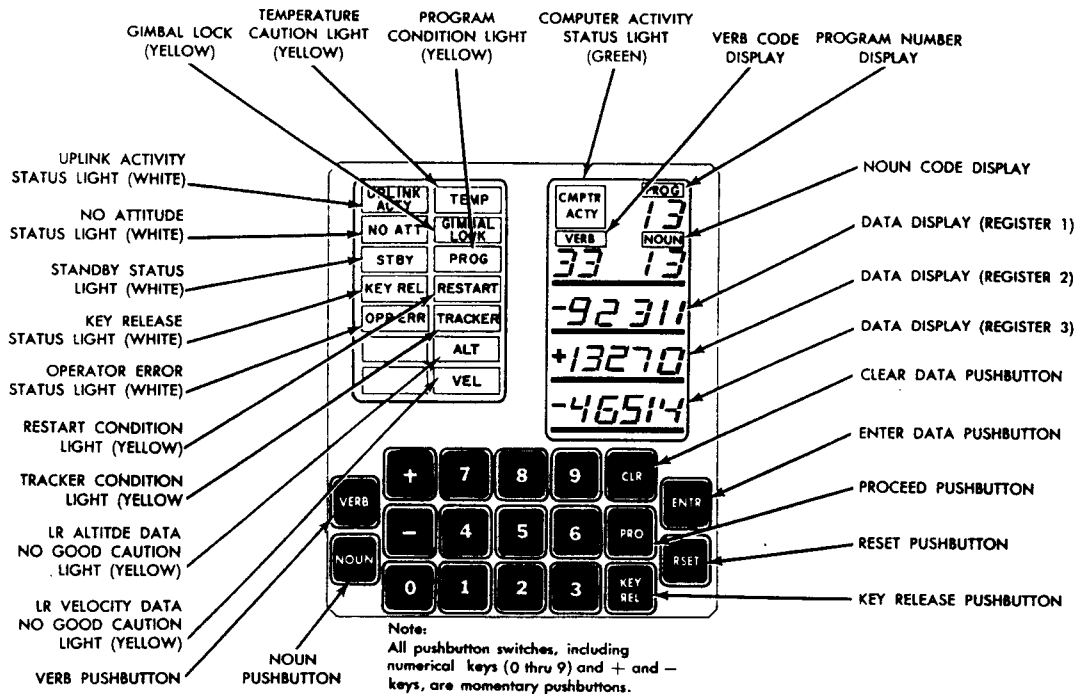 GIMBAL LOCK
(YELLOW)
TEMPERATURE
CAUTION LIGHT
(YELLOW)
PROGRAM
CONDITION LIGHT
(YELLOW)
COMPUTER ACTIVITY
STATUS LIGHT
(GREEN)
VERB CODE
DISPLAY
PROGRAM NUMBER
DISPLAY
UPLINK ACTIVITY
STATUS LIGHT (WHITE)
NO ATTITUDE
STATUS LIGHT (WHITE)
STANDBY STATUS
LIGHT (WHITE)
KEY RELEASE
STATUS LIGHT (WHITE)
OPERATOR ERROR
STATUS LIGHT (WHITE)
RESTART CONDITION
LIGHT (YELLOW)
TRACKER CONDITION
LIGHT (YELLOW
LR ALTITDE DATA
NO GOOD CAUTION
LIGHT (YELLOW)
LR VELOCITY DATA
NO GOOD CAUTION
LIGHT (YELLOW)
VERB PUSHBUTTON
NOUN
PUSHBUTTON
UPLINK
ACTY
TEMP
NO ATT
GIMBAL
LOCK
STBY
PROG
KEY REL
RESTART
OPP ERR
TRACKER
ALT
VEL
CMPTR
ACTY
PROG
13
VERB
NOUN
33 13
-92311
+13270
-46514
NOUN CODE DISPLAY
DATA DISPLAY (REGISTER 1)
DATA DISPLAY (REGISTER 2)
DATA DISPLAY (REGISTER 3)
CLEAR DATA PUSHBUTTON
ENTER DATA PUSHBUTTON
PROCEED PUSHBUTTON
RESET PUSHBUTTON
KEY RELEASE PUSHBUTTON
VERB
NOUN
+ 7 8 9 CLR
- 4 5 6 PRO
0 1 2 3 KEY
REL
ENTR
RSET
Note:
All pushbutton switches, including
numerical keys (0 thru 9) and + and –
keys, are momentary pushbuttons.